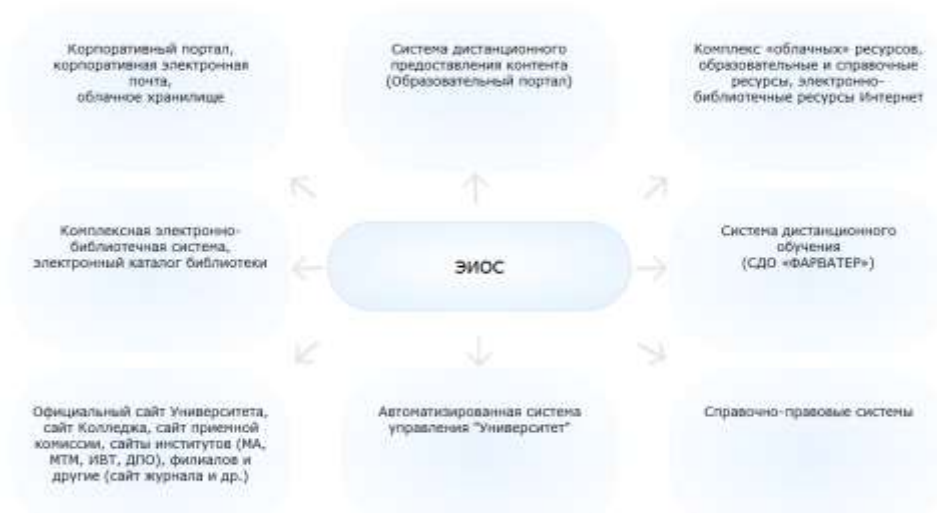 Корпоративный портал,
корпоративная электронная
почта,
облачное хранилище
Система дистанционного
предоставления контента
(Образовательный портал)
Комплекс «облачных» ресурсов,
образовательные и справочные
ресурсы, электронно-
библиотечные ресурсы Интернет
Комплексная электронно-
библиотечная система,
электронный каталог библиотеки
ЭИОС
Система дистанционного
обучения
(СДО «ФАРВАТЕР»)
Официальный сайт Университета,
сайт Колледжа, сайт приемной
комиссии, сайты институтов (МА,
МТМ, ИВТ, ДПО), филиалов и
другие (сайт журнала и др.)
Автоматизированная система
управления "Университет"
Справочно-правовые системы